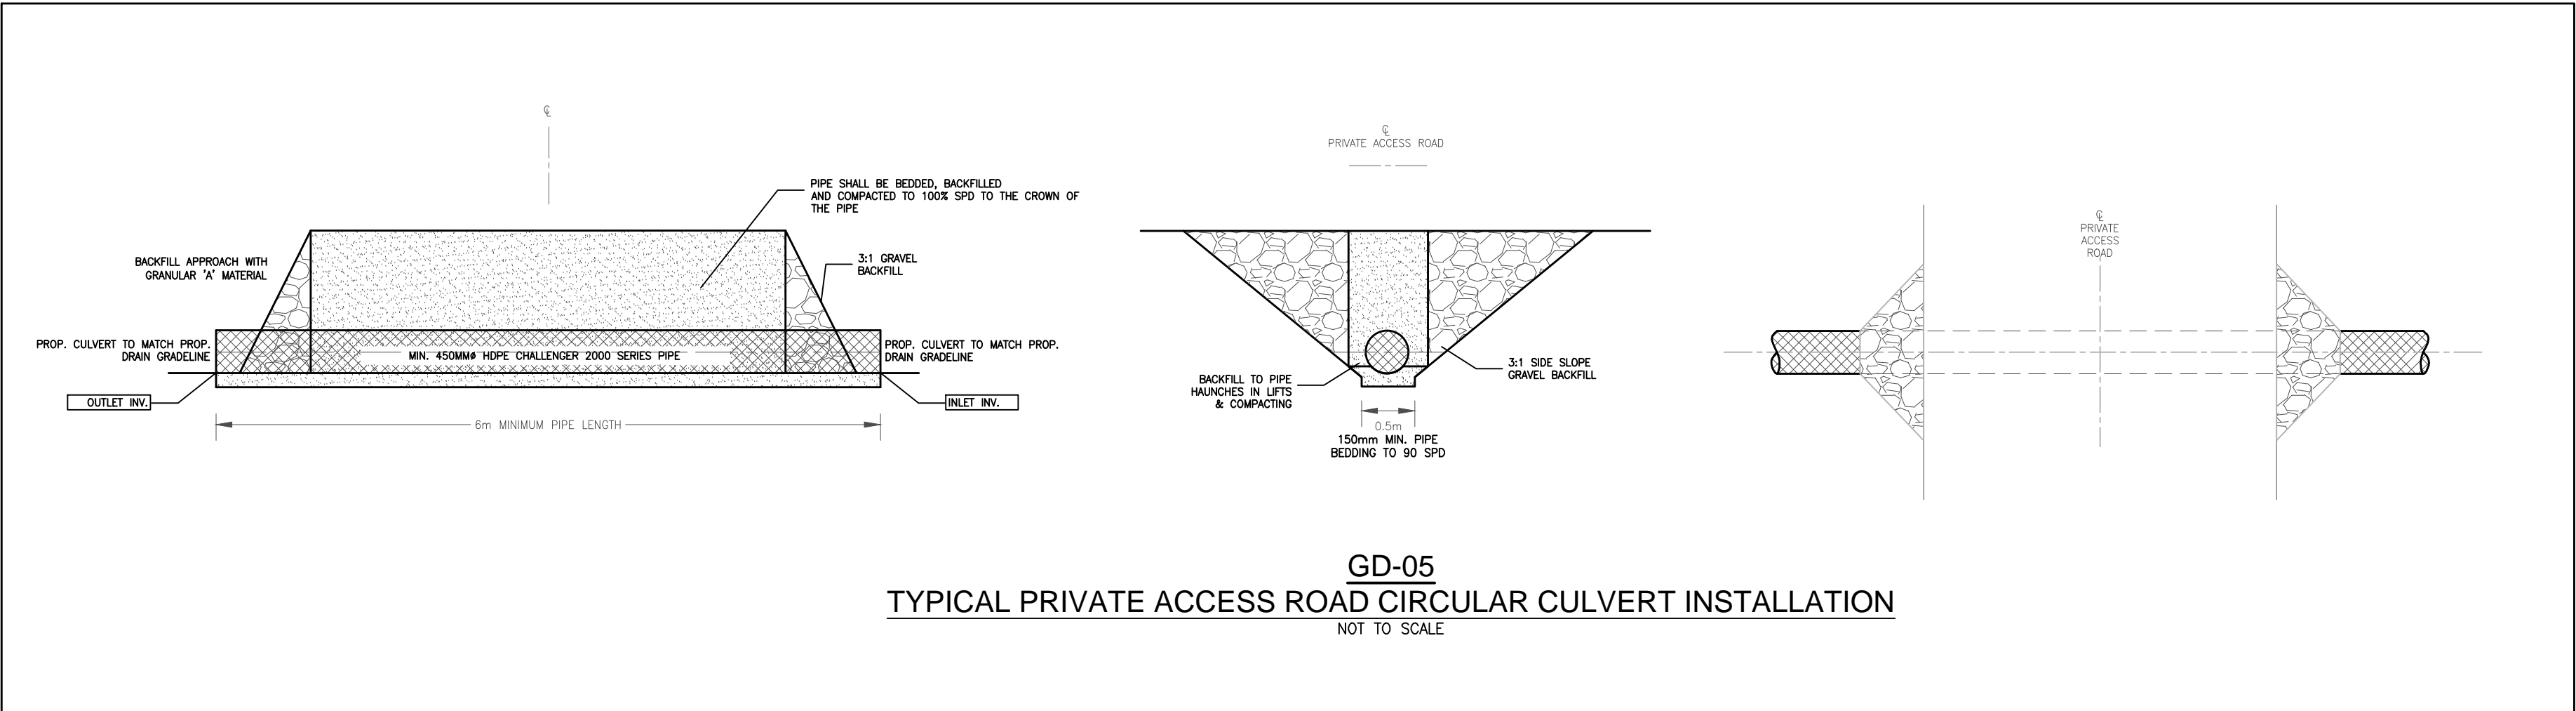 ℄
PIPE SHALL BE BEDDED, BACKFILLED
AND COMPACTED TO 100% SPD TO THE CROWN OF
THE PIPE
BACKFILL APPROACH WITH
GRANULAR 'A' MATERIAL
3:1 GRAVEL
BACKFILL
PROP. CULVERT TO MATCH PROP.
DRAIN GRADELINE
MIN. 450MMø HDPE CHALLENGER 2000 SERIES PIPE
PROP. CULVERT TO MATCH PROP.
DRAIN GRADELINE
OUTLET INV.
INLET INV.
6m MINIMUM PIPE LENGTH
℄
PRIVATE ACCESS ROAD
BACKFILL TO PIPE
HAUNCHES IN LIFTS
& COMPACTING
3:1 SIDE SLOPE
GRAVEL BACKFILL
0.5m
150mm MIN. PIPE
BEDDING TO 90 SPD
℄
PRIVATE
ACCESS
ROAD
GD-05
TYPICAL PRIVATE ACCESS ROAD CIRCULAR CULVERT INSTALLATION
NOT TO SCALE